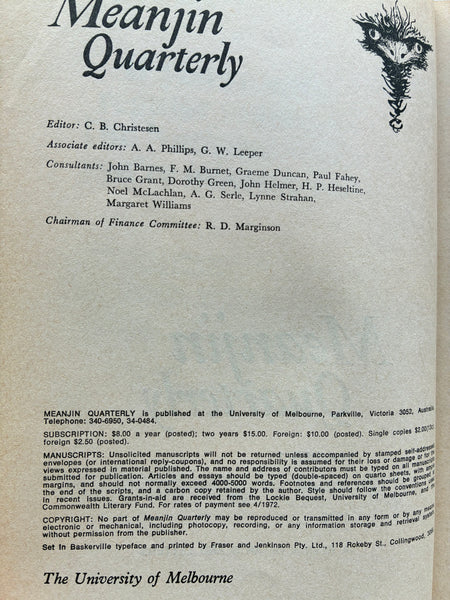 Meanjin
Quarterly
Editor: C. B. Christesen
Associate editors: A. A. Phillips, G. W. Leeper
Consultants: John Barnes, F. M. Burnet, Graeme Duncan, Paul Fahey,
Bruce Grant, Dorothy Green, John Helmer, H. P. Heseltine,
Noel McLachlan, A. G. Serle, Lynne Strahan,
Margaret Williams
Chairman of Finance Committee: R. D. Marginson
MEANJIN QUARTERLY is published at the University of Melbourne, Parkville, Victoria 3052, Australia.
Telephone: 340-6950, 34-0484.
SUBSCRIPTION: $8.00 a year (posted); two years $15.00. Foreign: $10.00 (posted). Single copies $2.00
foreign $2.50 (posted).
MANUSCRIPTS: Unsolicited manuscripts will not be returned unless accompanied by stamped self-addressed
envelopes (or international reply-coupons), and no responsibility is assumed for their loss or damage or for the
views expressed in material published. The name and address of contributors must be typed on all
submitted for publication. Articles and essays should be typed (double-spaced) on quarto sheets, with
margins, and should not normally exceed 4000-5000 words. Footnotes and references should be
the end of the scripts, and a carbon copy retained by the author. Style should follow the conventions used
in recent issues. Grants-in-aid are received from the Lockie Bequest, University of Melbourne, and
Commonwealth Literary Fund. For rates of payment see 4/1972.
COPYRIGHT: No part of Meanjin Quarterly may be reproduced or transmitted in any form or by any means,
electronic or mechanical, including photocopy, recording, or any information storage and retrieval
without permission from the publisher.
Set in Baskerville typeface and printed by Fraser and Jenkinson Pty. Ltd., 118 Rokeby St., Collingwood,
The University of Melbourne